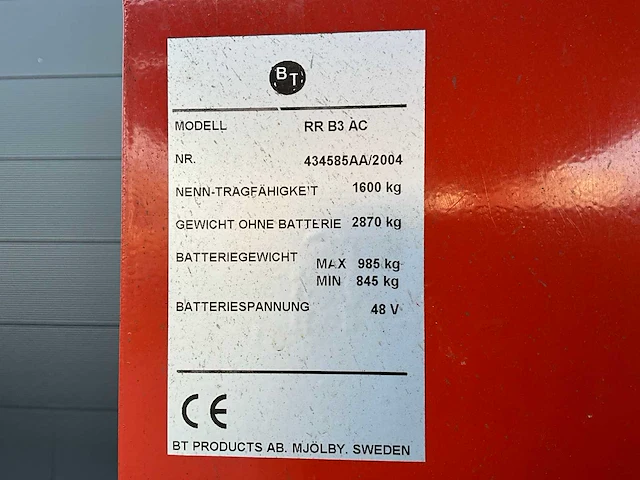 BT
MODELL RR B3 AC
NR. 434585AA/2004
NENN-TRAGFÄHIGKEIT 1600 kg
GEWICHT OHNE BATTERIE 2870 kg
BATTERIEGEWICHT MAX 985 kg
MIN 845 kg
BATTERIESPANNUNG 48 V
CE
BT PRODUCTS AB. MJÖLBY. SWEDEN